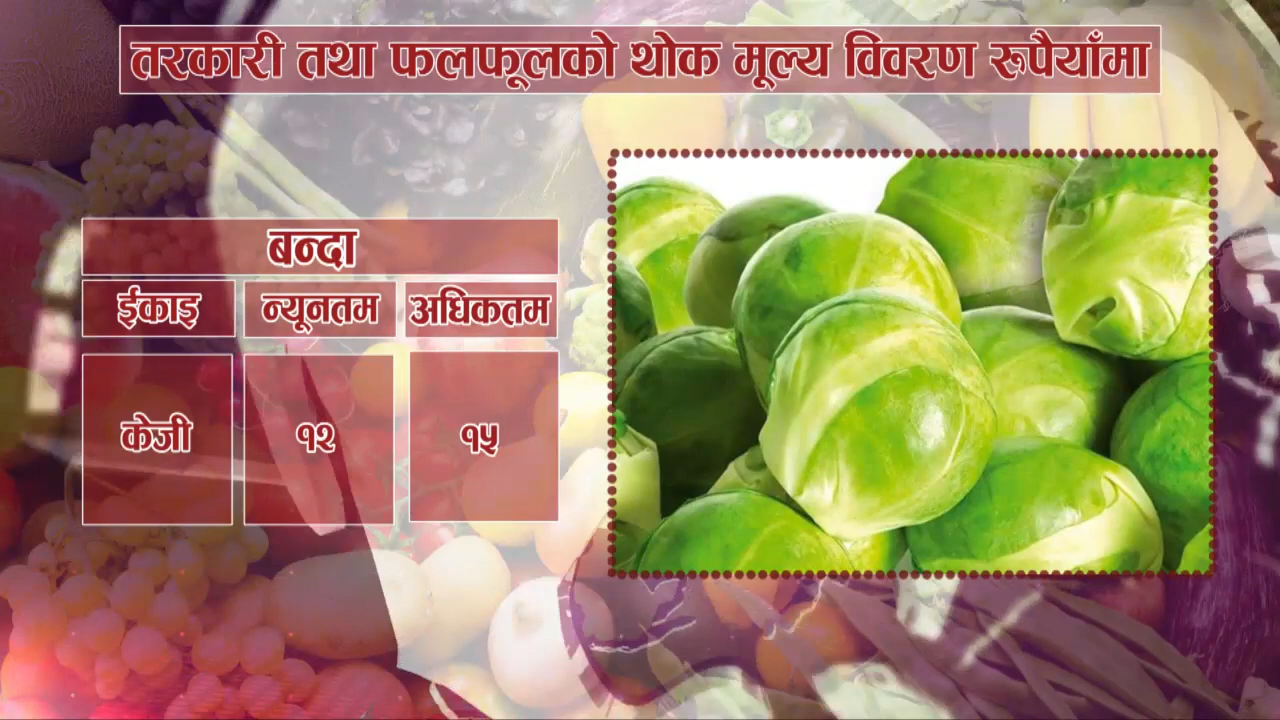 तरकारी तथा फलफूलको थोक मूल्य विवरण रूपैयाँमा
बन्दा
ईकाइ न्यूनतम अधिकतम
केजी १२ १५